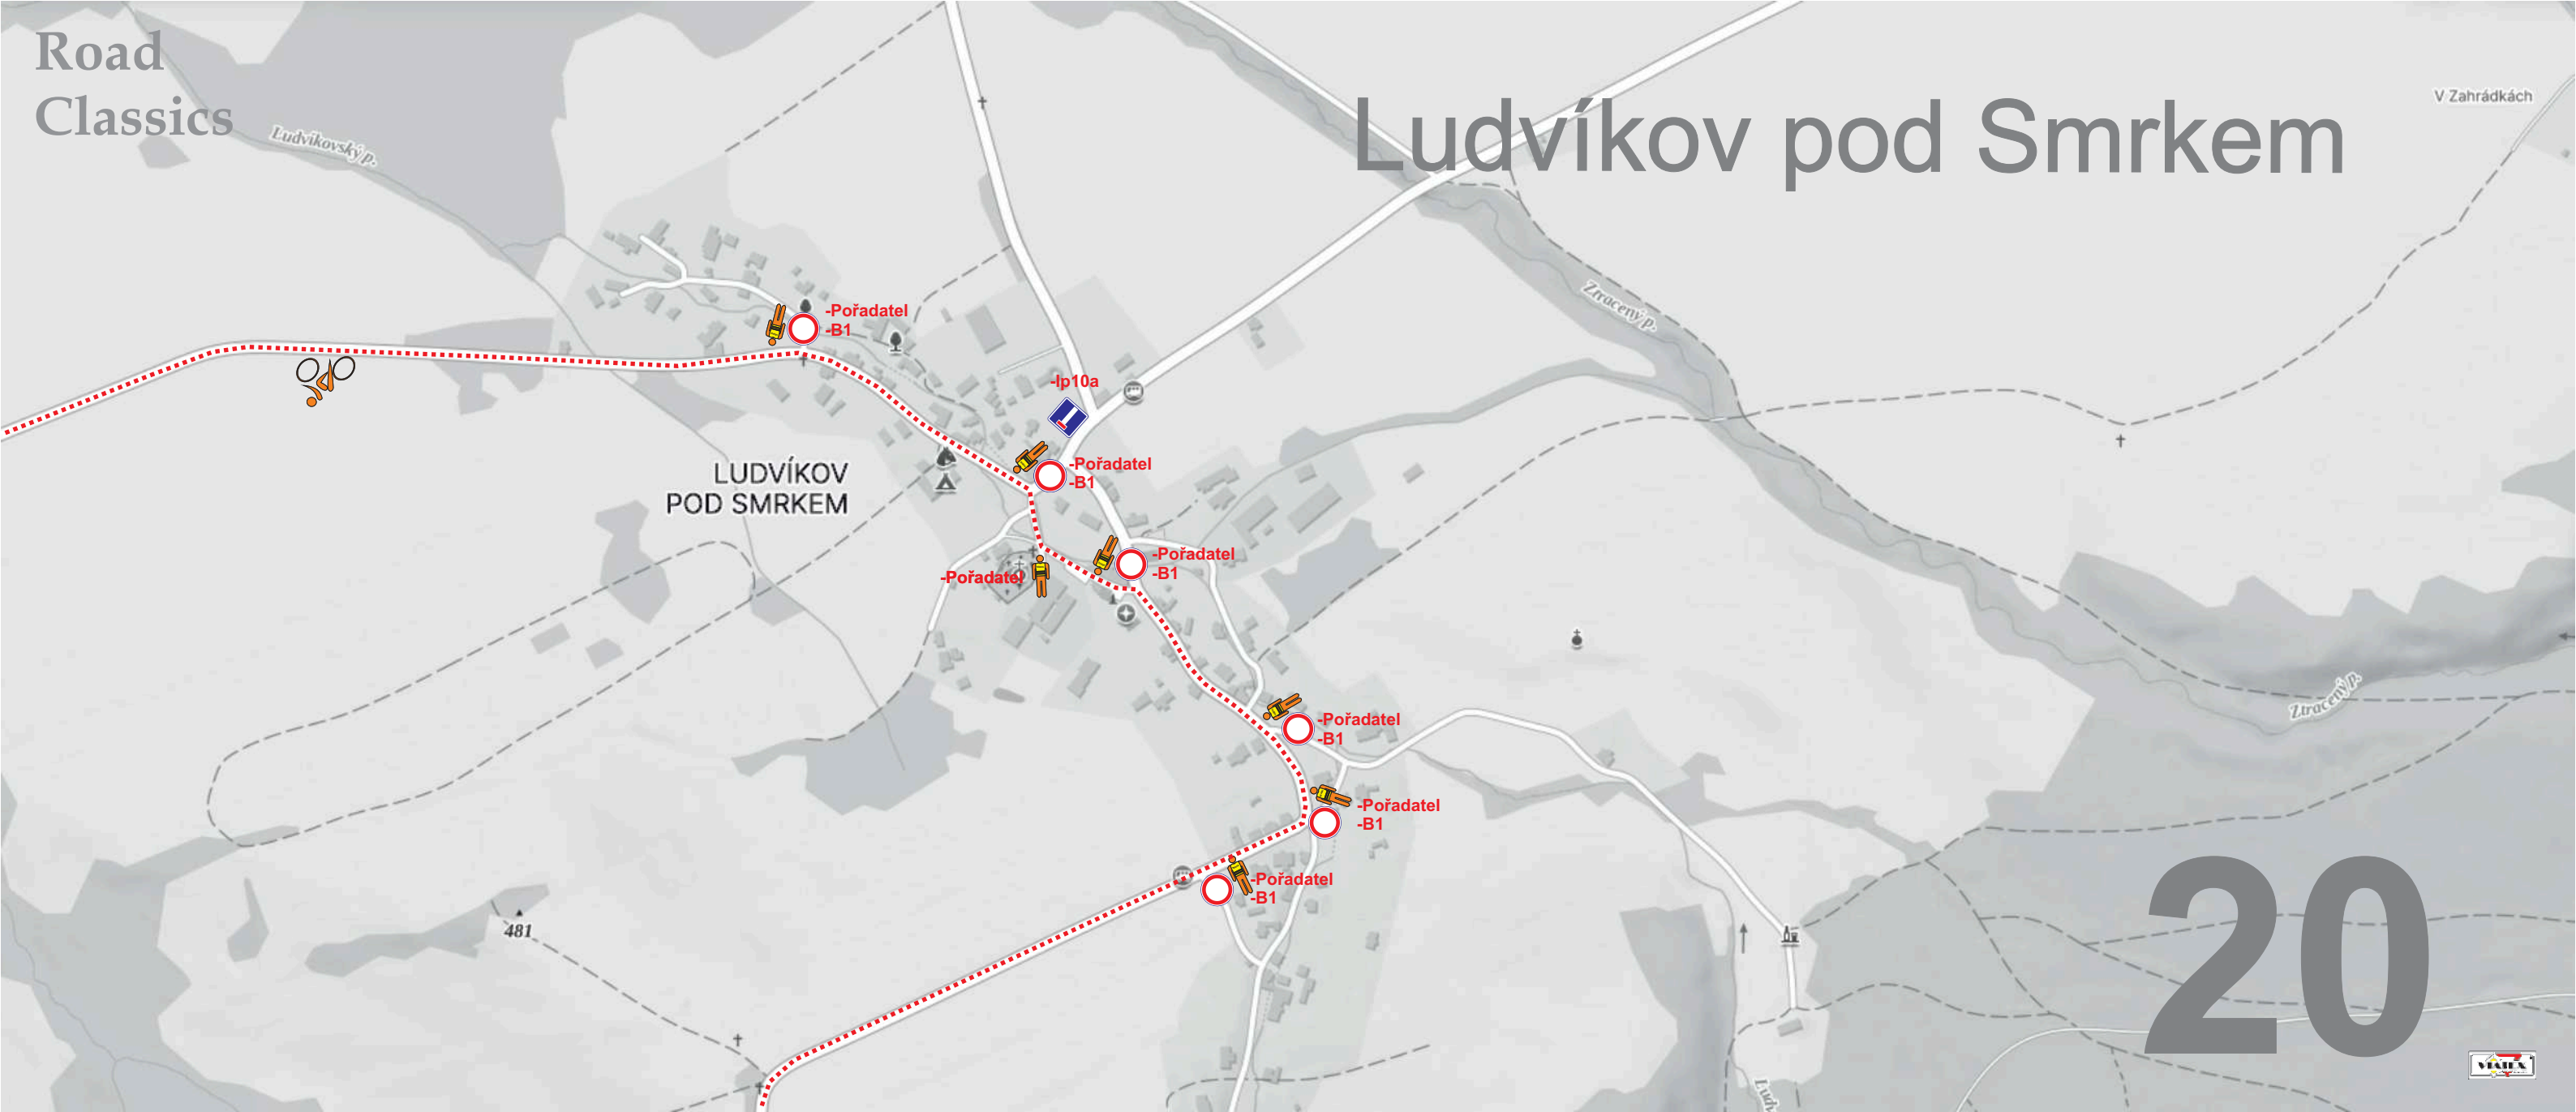 Road
Classics
Ludvíkov pod Smrkem
V Zahrádkách
Ludvíkovský p.
Ztracený p.
-Pořadatel
-B1
-Ip10a
-Pořadatel
-B1
LUDVÍKOV
POD SMRKEM
-Pořadatel
-B1
-Pořadatel
Ztracený p.
-Pořadatel
-B1
-Pořadatel
-B1
-Pořadatel
-B1
481
20
VIATEX